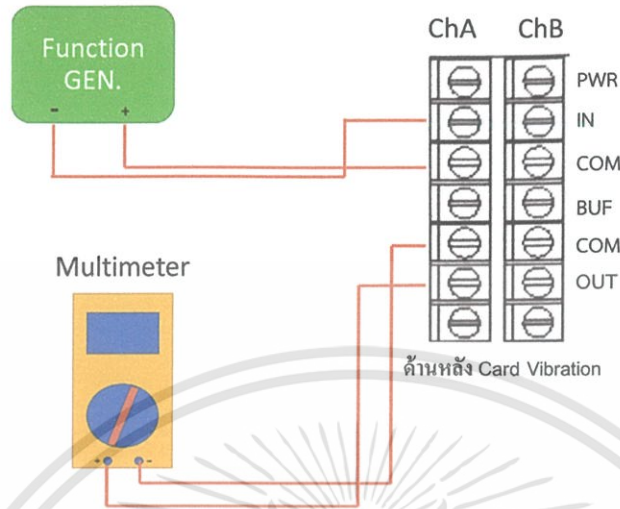 ChA ChB
Function
GEN.
- +
PWR
IN
COM
BUF
COM
OUT
Multimeter
+ -
ด้านหลัง Card Vibration